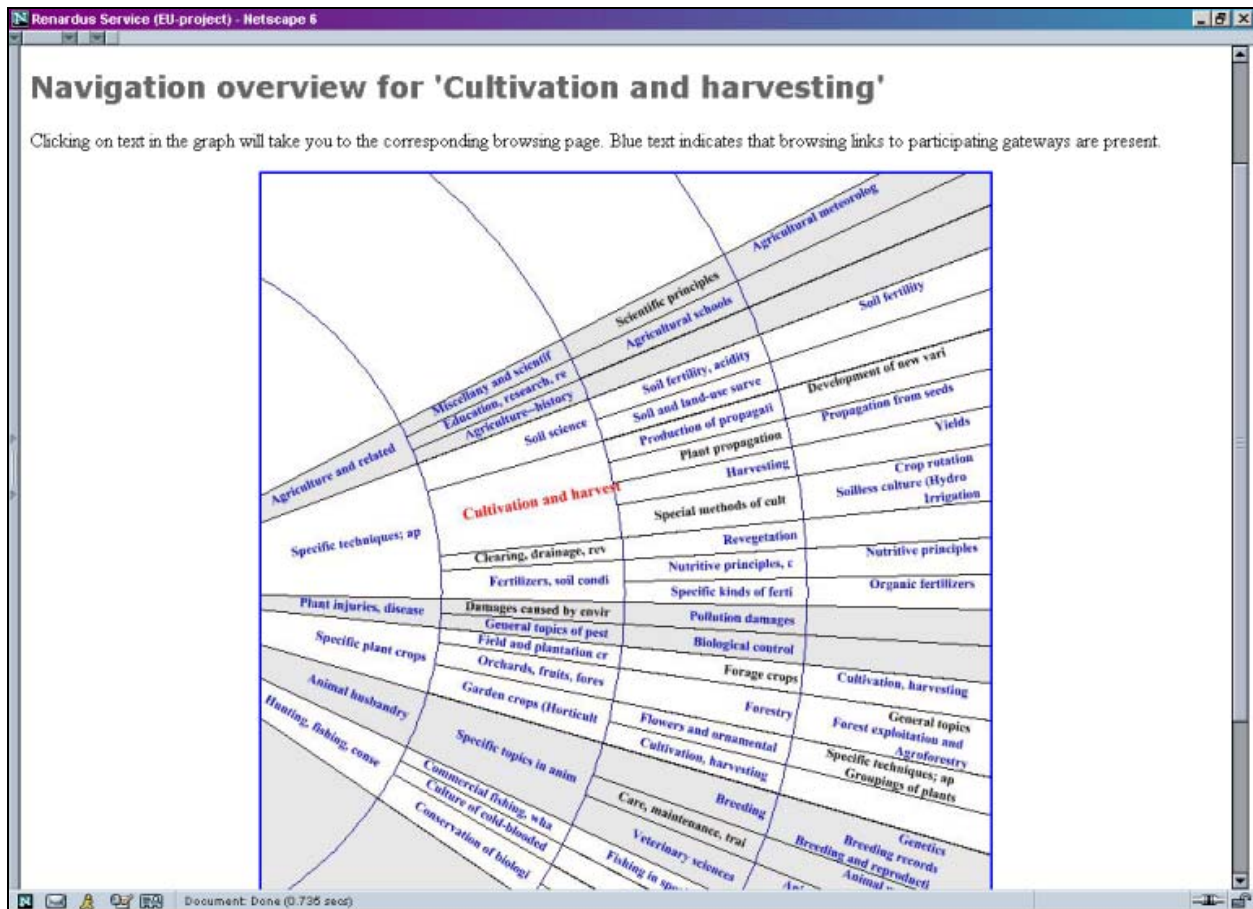 Renardus Service (EU-project) - Netscape 6
Navigation overview for 'Cultivation and harvesting'
Clicking on text in the graph will take you to the corresponding browsing page. Blue text indicates that browsing links to participating gateways are present.
Agriculture and related
Specific techniques; ap
Plant injuries, disease
Specific plant crops
Animal husbandry
Hunting, fishing, conse
Miscellany and scientif
Education, research, re
Agriculture--history
Soil science
Cultivation and harvest
Clearing, drainage, rev
Fertilizers, soil condi
Damages caused by envir
General topics of pest
Field and plantation cr
Orchards, fruits, fores
Garden crops (Horticult
Specific topics in anim
Commercial fishing, wha
Culture of cold-blooded
Conservation of biologi
Scientific principles
Agricultural schools
Soil fertility, acidity
Soil and land-use surve
Production of propagati
Plant propagation
Harvesting
Special methods of cult
Revegetation
Nutritive principles, c
Specific kinds of ferti
Pollution damages
Biological control
Forage crops
Forestry
Flowers and ornamental
Cultivation, harvesting
Breeding
Care, maintenance, trai
Veterinary sciences
Fishing in
Agricultural meteorolog
Soil fertility
Development of new vari
Propagation from seeds
Yields
Crop rotation
Soilless culture (Hydro
Irrigation
Nutritive principles
Organic fertilizers
Cultivation, harvesting
General topics
Forest exploitation and
Agroforestry
Specific techniques; ap
Groupings of plants
Genetics
Breeding records
Breeding and reproducti
Animal
Document: Done (0.736 secs)